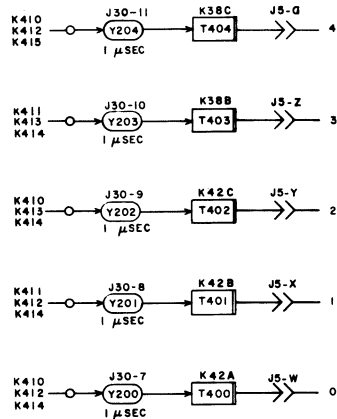 J30-11 K38C J5-a
K410
K412 Y204 T404 4
K415
1 μSEC
J30-10 K38B J5-Z
K411
K413 Y203 T403 3
K414
1 μSEC
J30-9 K42C J5-Y
K410
K413 Y202 T402 2
K414
1 μSEC
J30-8 K42B J5-X
K411
K412 Y201 T401 1
K414
1 μSEC
J30-7 K42A J5-W
K410
K412 Y200 T400 0
K414
1 μSEC